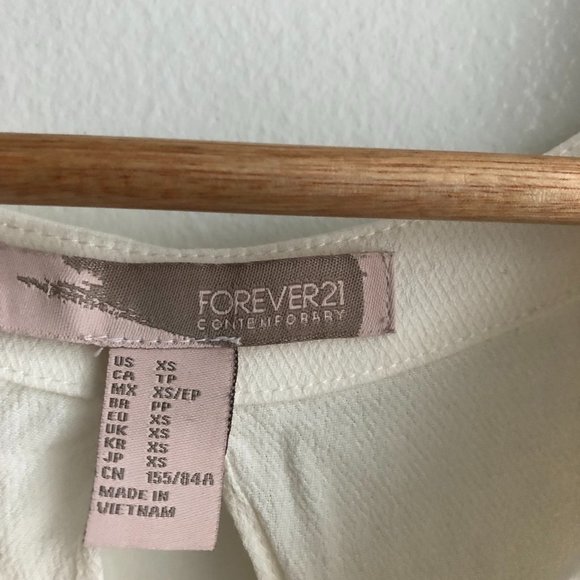 FOREVER21
CONTEMPORARY
US XS
CA TP
MX XS/EP
BR PP
EU XS
UK XS
KR XS
JP XS
CN 155/84A
MADE IN
VIETNAM